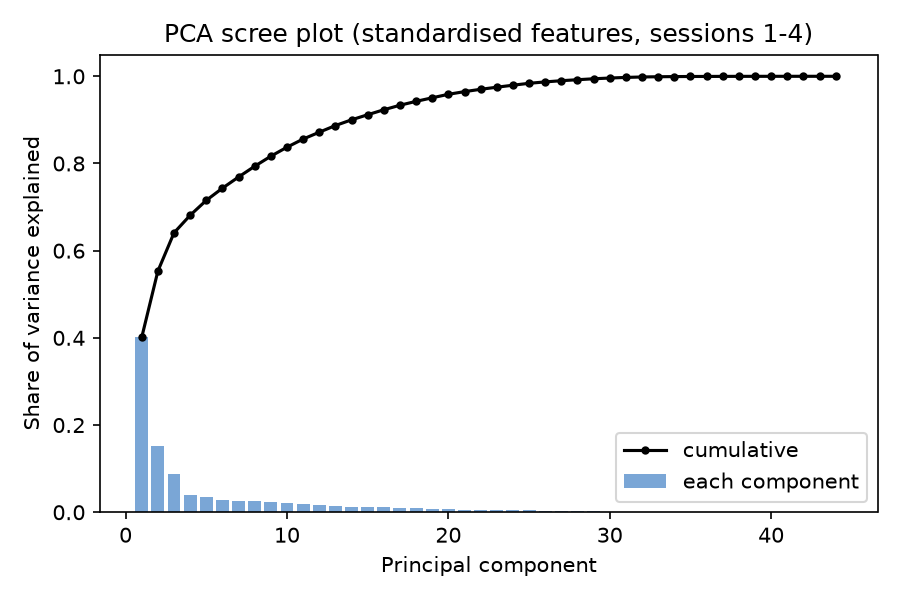 PCA scree plot (standardised features, sessions 1-4)
Share of variance explained
1.0
0.8
0.6
0.4
0.2
0.0
cumulative
each component
0 10 20 30 40
Principal component